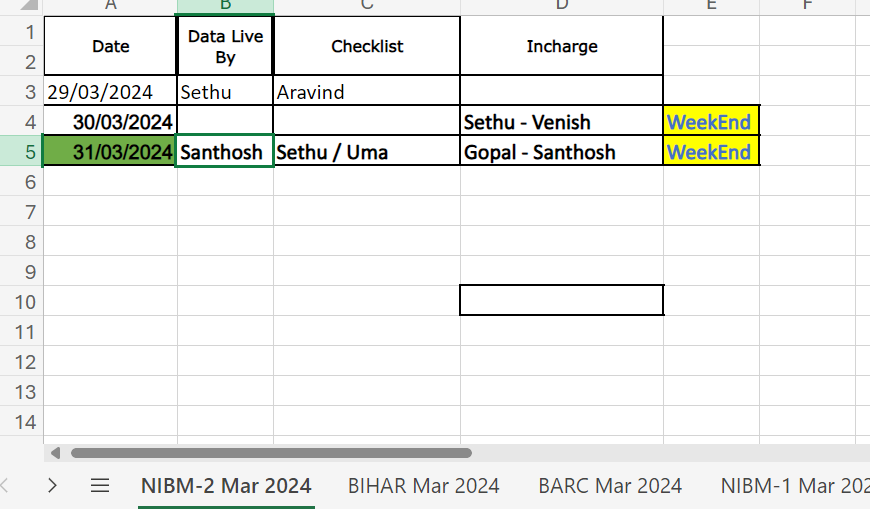 A B C D E F
1 Date Data Live By Checklist Incharge
2
3 29/03/2024 Sethu Aravind
4 30/03/2024 Sethu - Venish WeekEnd
5 31/03/2024 Santhosh Sethu / Uma Gopal - Santhosh WeekEnd
6
7
8
9
10
11
12
13
14
NIBM-2 Mar 2024 BIHAR Mar 2024 BARC Mar 2024 NIBM-1 Mar 202